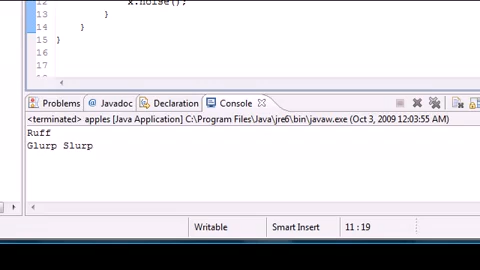 12 x.noise();
13 }
14 }
15 }
16
17
Problems @ Javadoc Declaration Console
<terminated> apples [Java Application] C:\Program Files\Java\jre6\bin\javaw.exe (Oct 3, 2009 12:03:55 AM)
Ruff
Glurp Slurp
Writable Smart Insert 11 : 19